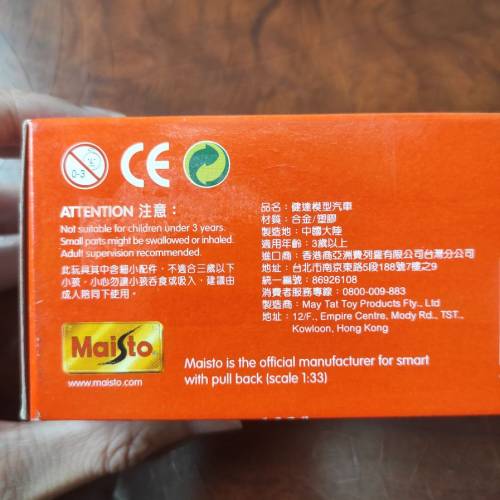 0-3
CE
ATTENTION 注意：
Not suitable for children under 3 years.
Small parts might be swallowed or inhaled.
Adult supervision recommended.
此玩具其中含細小配件，不適合三歲以下
小孩，小心勿讓小孩吞食或吸入，建議由
成人陪同下使用。
Maisto
www.maisto.com
品名：健達模型汽車
材質：合金/塑膠
製造地：中國大陸
適用年齡：3歲以上
進口商：香港商亞洲費列羅有限公司台灣分公司
地址：台北市南京東路5段188號7樓之9
統一編號：86926108
消費者服務專線：0800-009-883
製造商：May Tat Toy Products Fty., Ltd
地址：12/F., Empire Centre, Mody Rd., TST.,
Kowloon, Hong Kong
Maisto is the official manufacturer for smart
with pull back (scale 1:33)